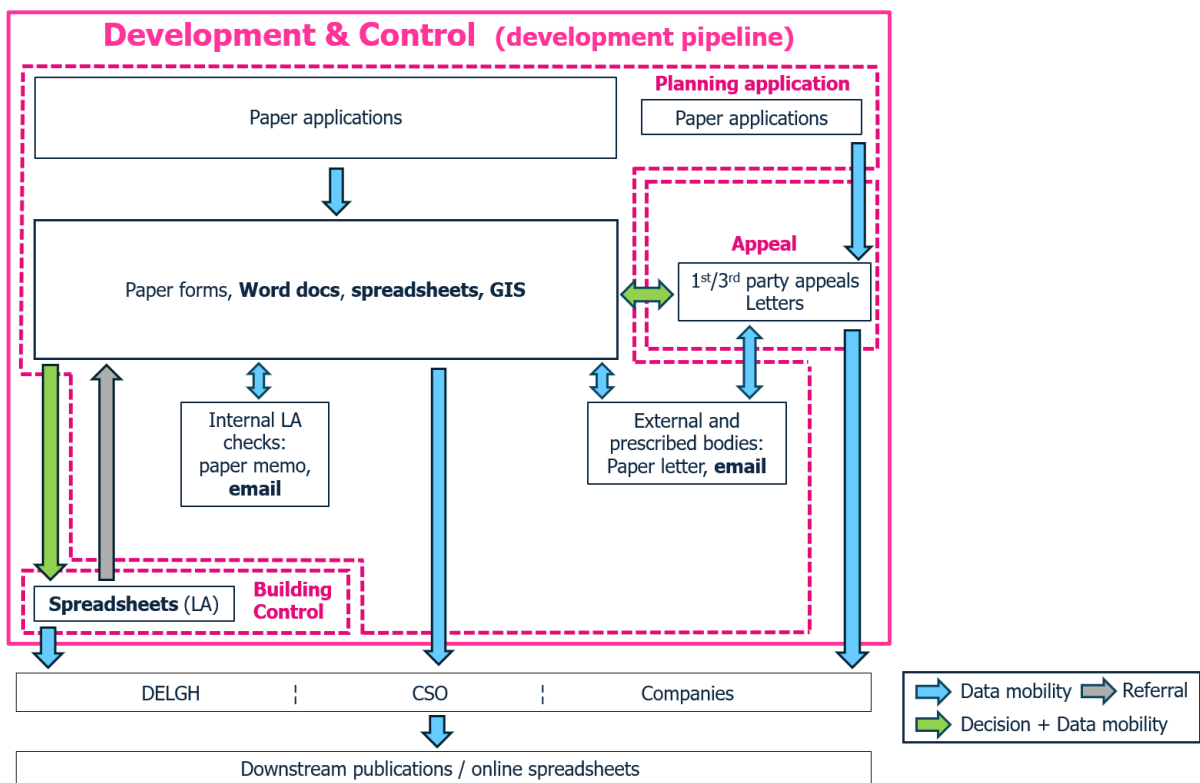 Development & Control (development pipeline)
Planning application
Paper applications
Paper applications
Paper forms, Word docs, spreadsheets, GIS
Appeal
1st/3rd party appeals
Letters
Internal LA
checks:
paper memo,
email
External and
prescribed bodies:
Paper letter, email
Spreadsheets (LA)
Building
Control
DELGH ¦ CSO ¦ Companies
Data mobility Referral
Decision + Data mobility
Downstream publications / online spreadsheets